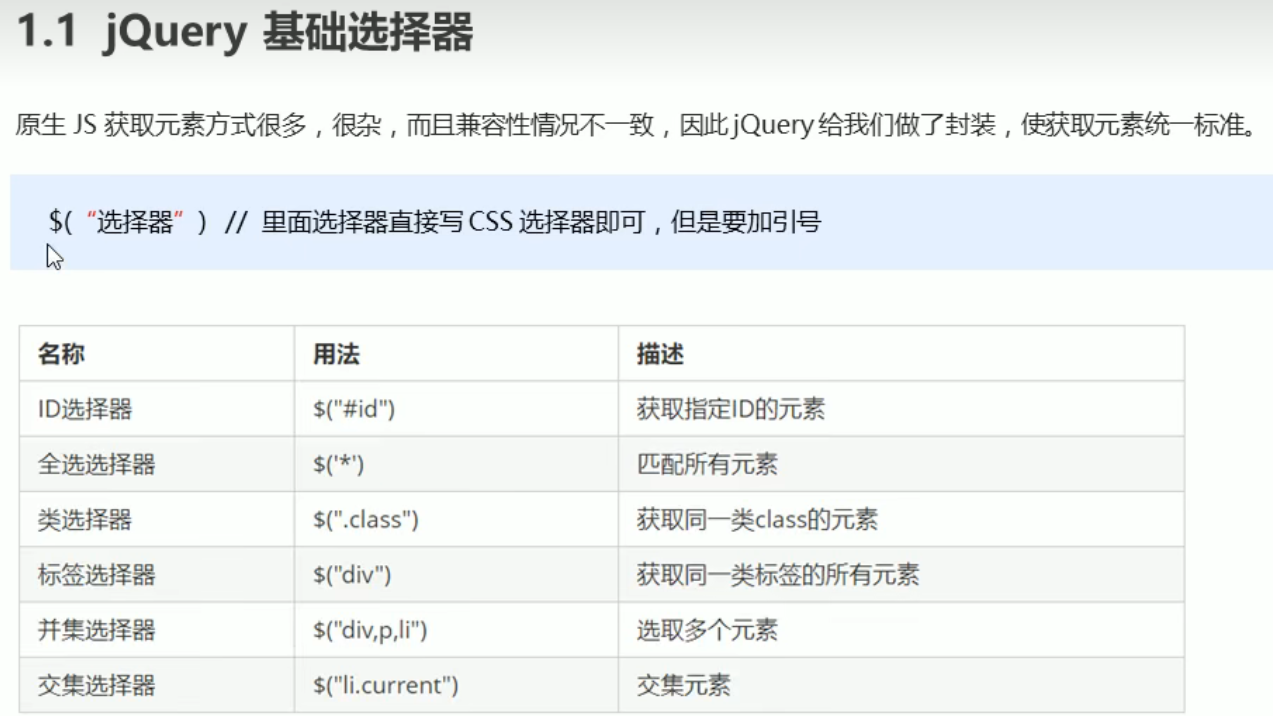 1.1 jQuery 基础选择器
原生 JS 获取元素方式很多，很杂，而且兼容性情况不一致，因此 jQuery 给我们做了封装，使获取元素统一标准。
$(“选择器”) // 里面选择器直接写 CSS 选择器即可，但是要加引号
名称 用法 描述
ID选择器 $("#id") 获取指定ID的元素
全选选择器 $('*') 匹配所有元素
类选择器 $(".class") 获取同一类class的元素
标签选择器 $("div") 获取同一类标签的所有元素
并集选择器 $("div,p,li") 选取多个元素
交集选择器 $("li.current") 交集元素